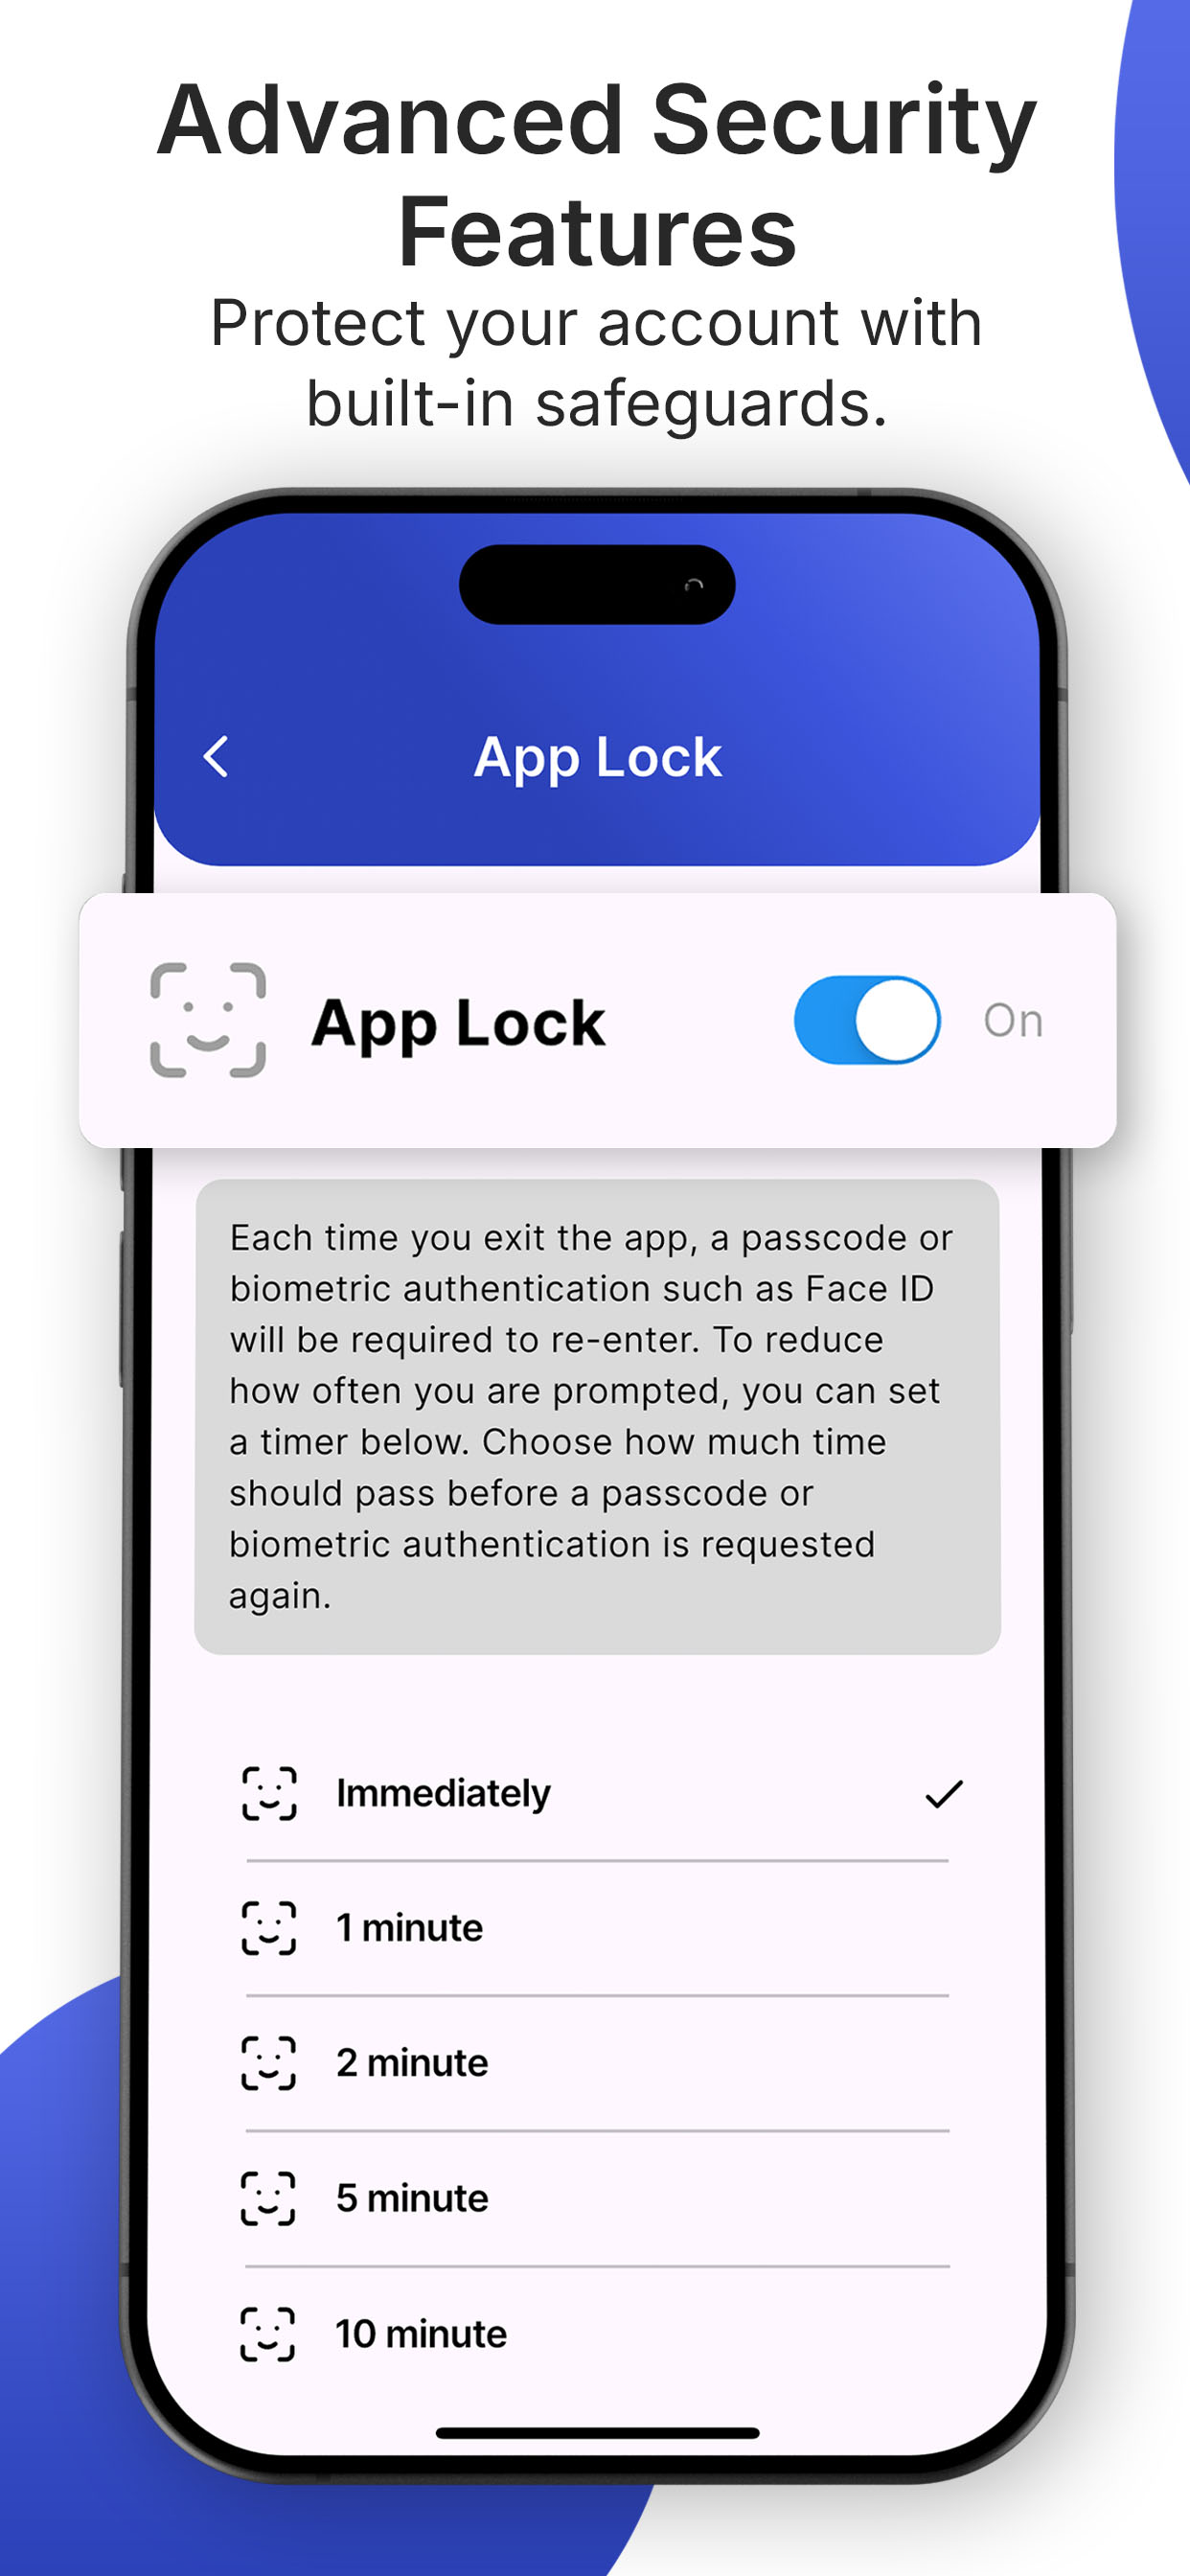 Advanced Security
Features
Protect your account with
built-in safeguards.
App Lock
App Lock
On
Each time you exit the app, a passcode or
biometric authentication such as Face ID
will be required to re-enter. To reduce
how often you are prompted, you can set
a timer below. Choose how much time
should pass before a passcode or
biometric authentication is requested
again.
Immediately
1 minute
2 minute
5 minute
10 minute